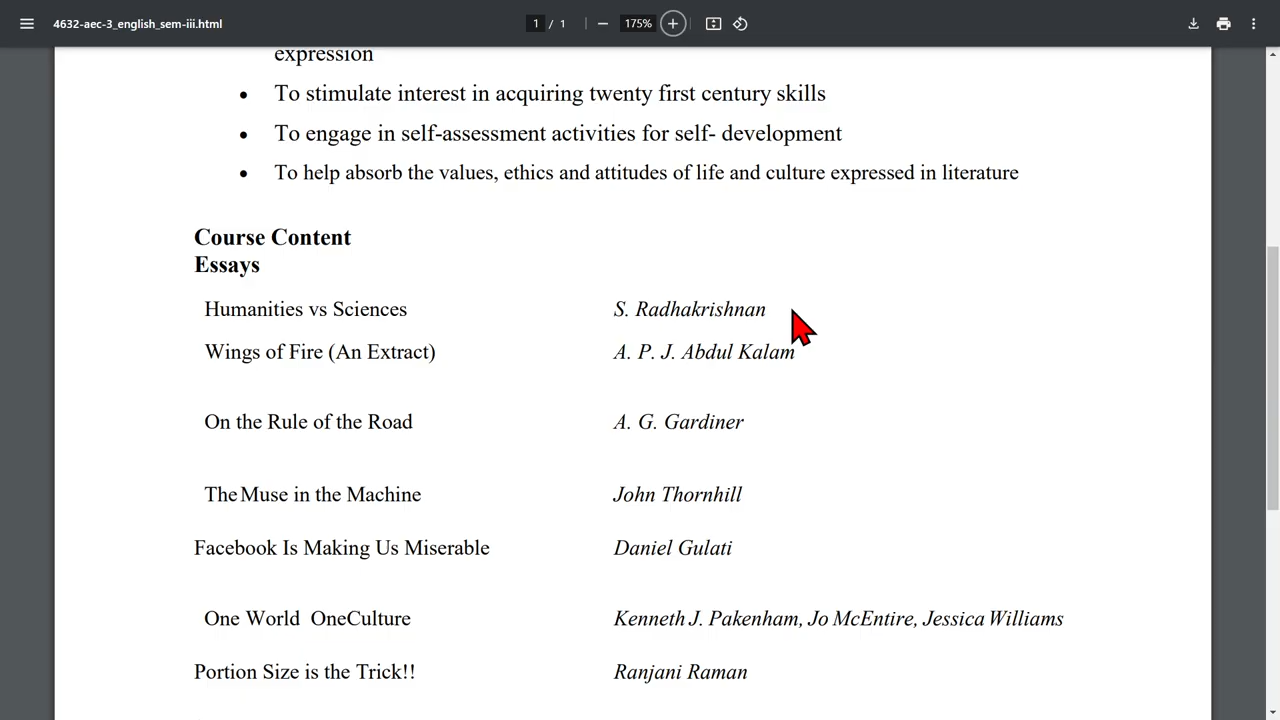 4632-aec-3_english_sem-iii.html
1 / 1
175%
expression
• To stimulate interest in acquiring twenty first century skills
• To engage in self-assessment activities for self- development
• To help absorb the values, ethics and attitudes of life and culture expressed in literature
Course Content
Essays
Humanities vs Sciences S. Radhakrishnan
Wings of Fire (An Extract) A. P. J. Abdul Kalam
On the Rule of the Road A. G. Gardiner
The Muse in the Machine John Thornhill
Facebook Is Making Us Miserable Daniel Gulati
One World OneCulture Kenneth J. Pakenham, Jo McEntire, Jessica Williams
Portion Size is the Trick!! Ranjani Raman